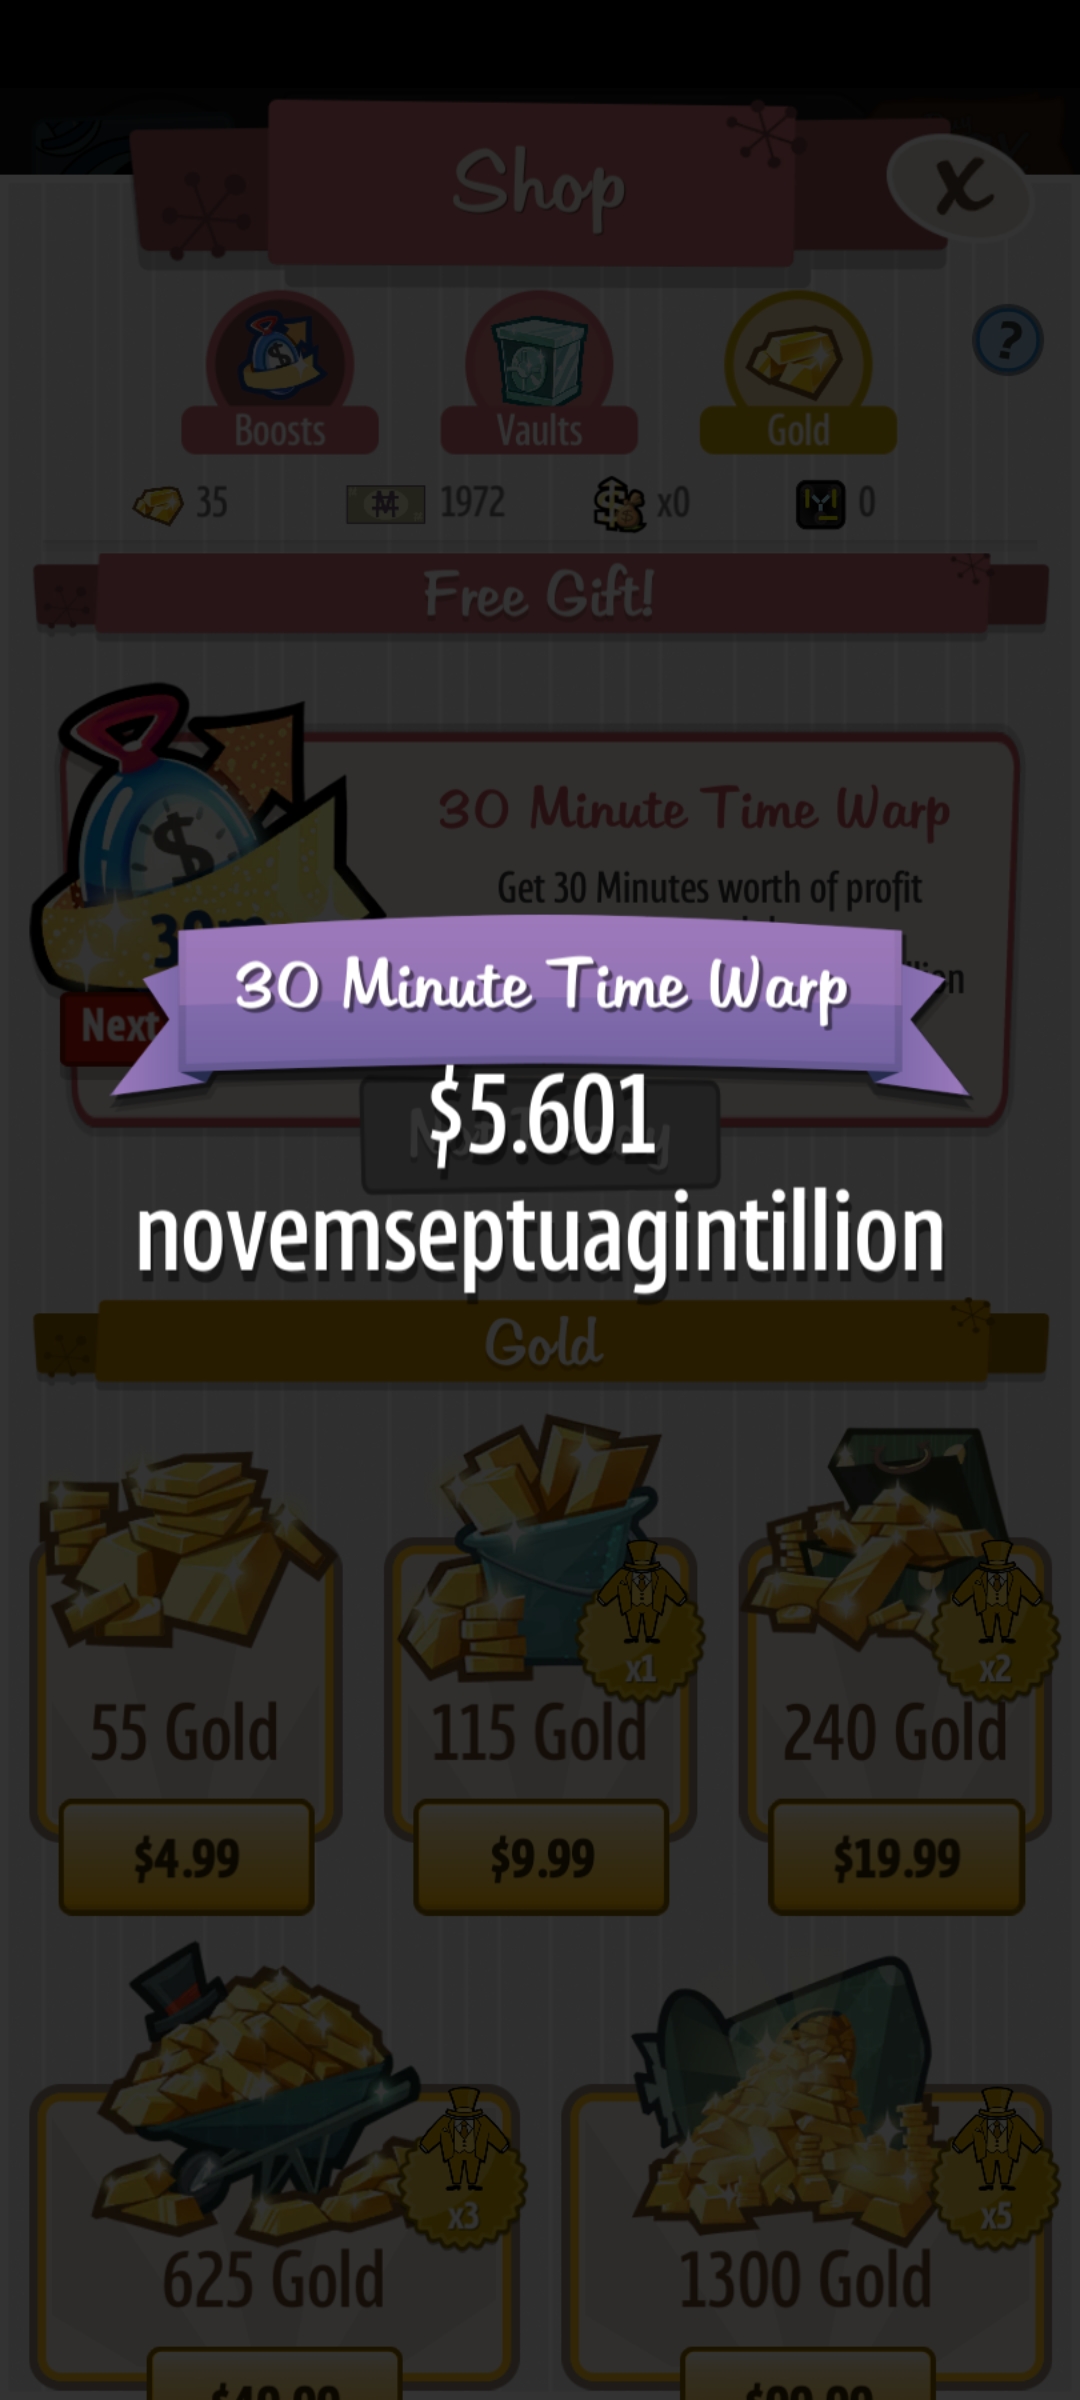 Shop
X
?
Boosts
Vaults
Gold
35
1972
x0
0
Free Gift!
30 Minute Time Warp
Get 30 Minutes worth of profit
30 Minute Time Warp
Next
$5.601
novemseptuagintillion
Gold
x1
x2
55 Gold
115 Gold
240 Gold
$4.99
$9.99
$19.99
x3
x5
625 Gold
1300 Gold